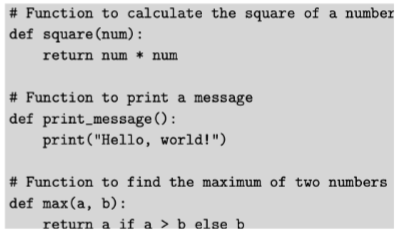 # Function to calculate the square of a number
def square(num):
    return num * num

# Function to print a message
def print_message():
    print("Hello, world!")

# Function to find the maximum of two numbers
def max(a, b):
    return a if a > b else b